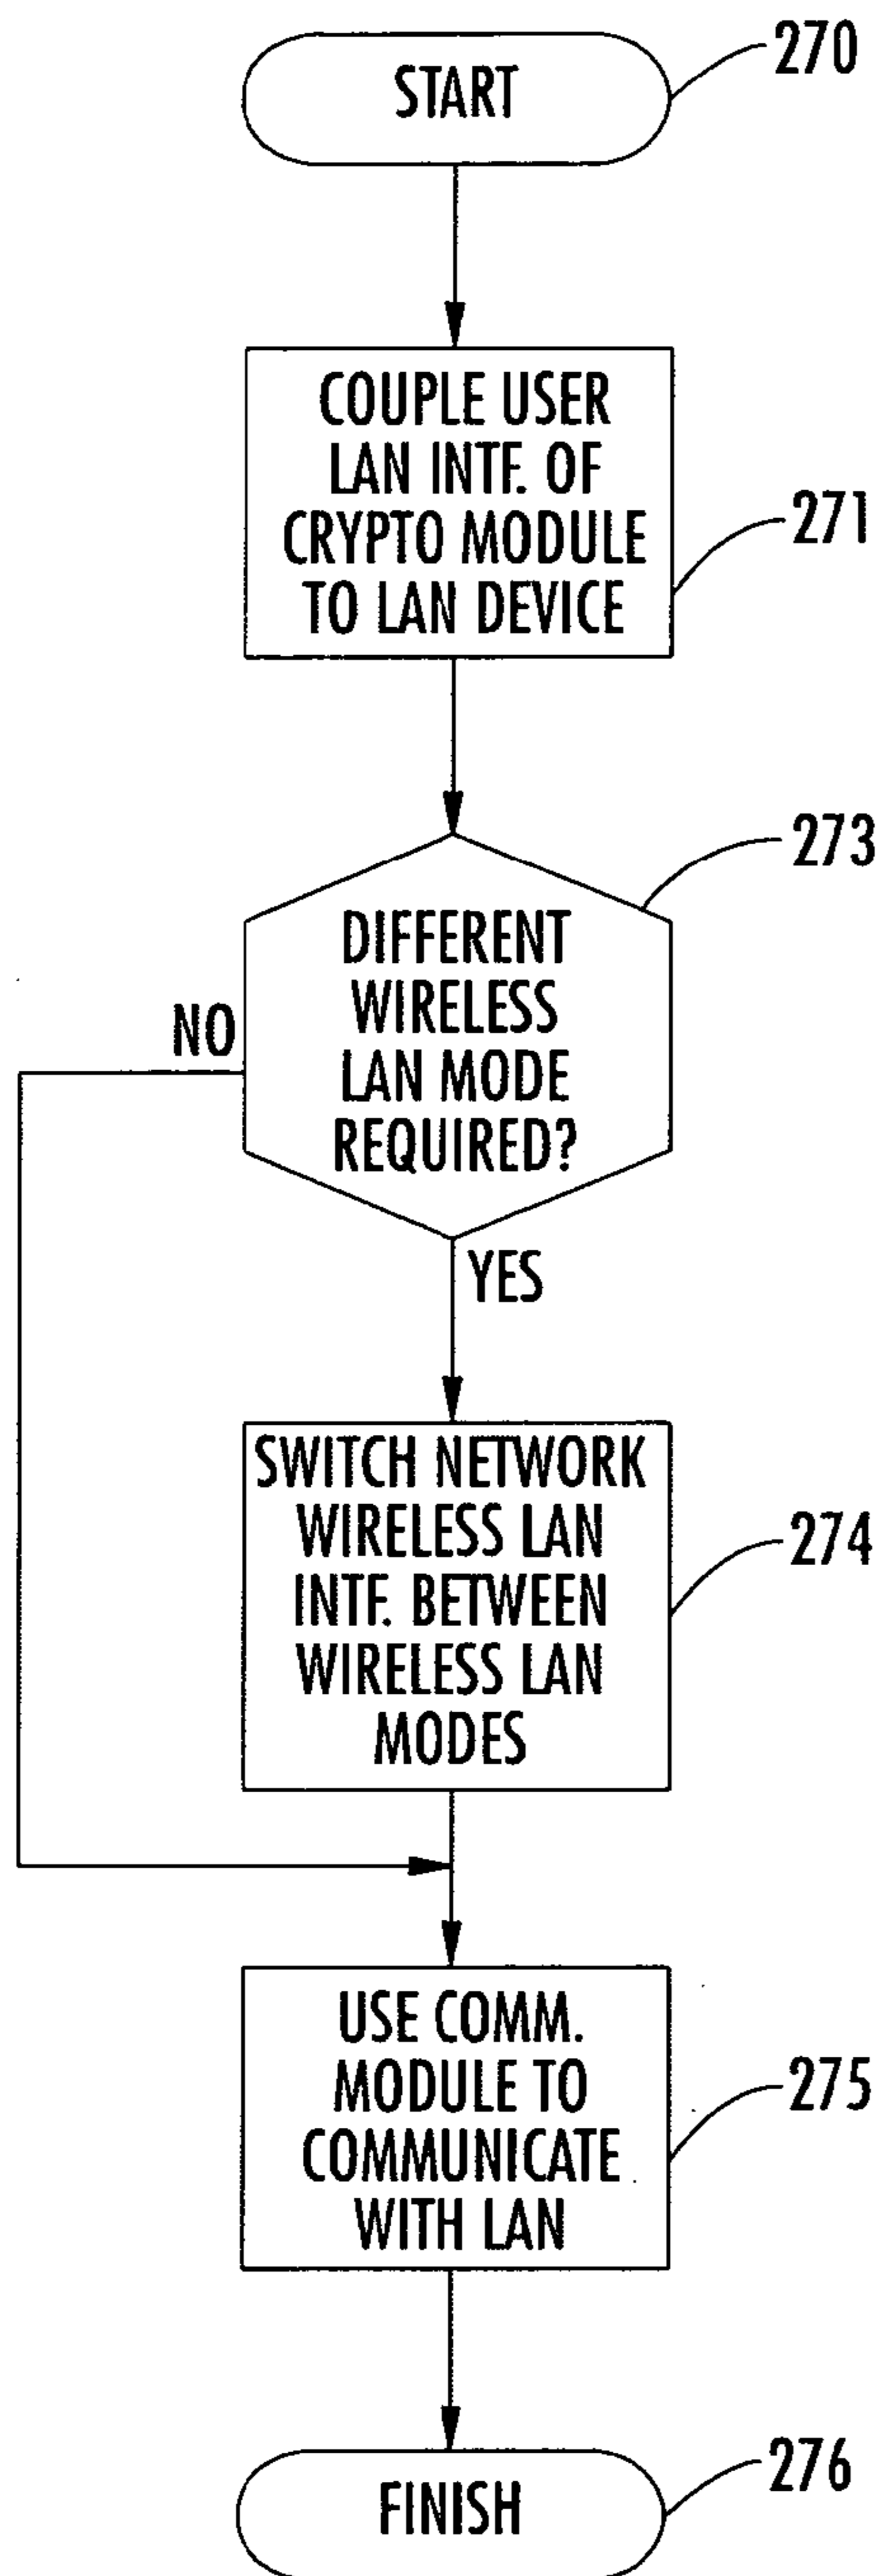 START
270
COUPLE USER
LAN INTF. OF
CRYPTO MODULE
TO LAN DEVICE
271
DIFFERENT
WIRELESS
LAN MODE
REQUIRED?
273
NO
YES
SWITCH NETWORK
WIRELESS LAN
INTF. BETWEEN
WIRELESS LAN
MODES
274
USE COMM.
MODULE TO
COMMUNICATE
WITH LAN
275
FINISH
276